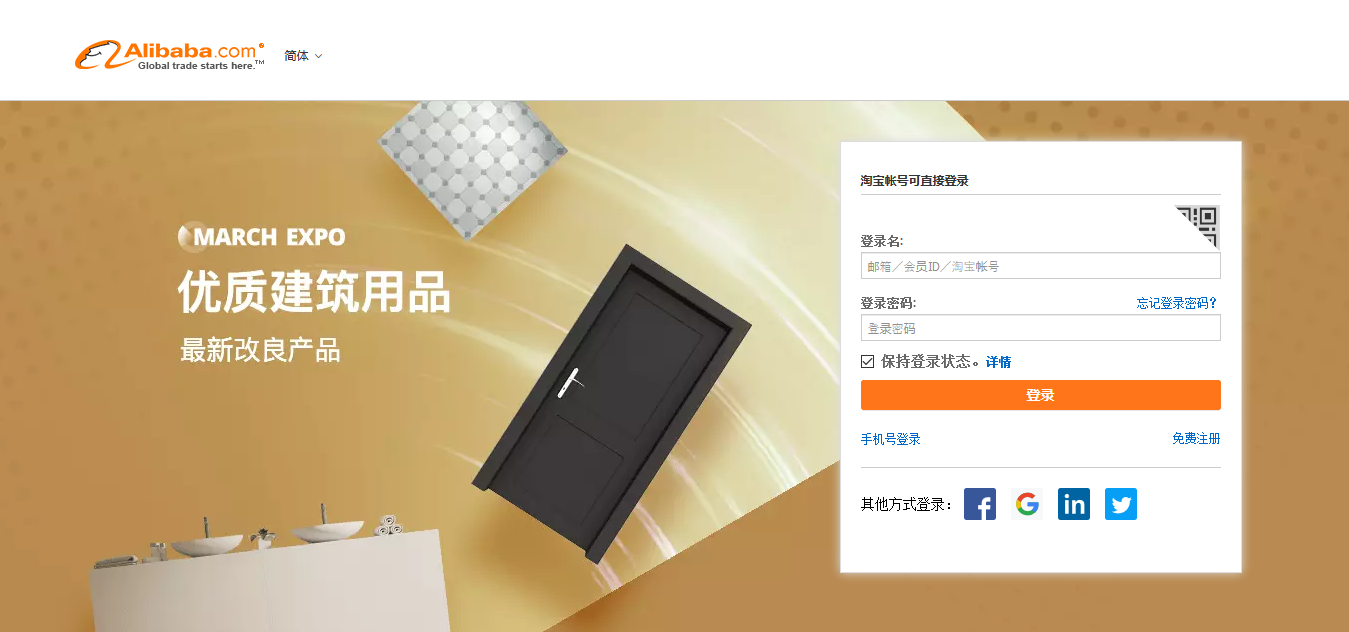 Alibaba.com®
Global trade starts here.™
简体
MARCH EXPO
优质建筑用品
最新改良产品
淘宝帐号可直接登录
登录名:
邮箱／会员ID／淘宝帐号
登录密码:
忘记登录密码?
登录密码
保持登录状态。详情
登录
手机号登录
免费注册
其他方式登录：